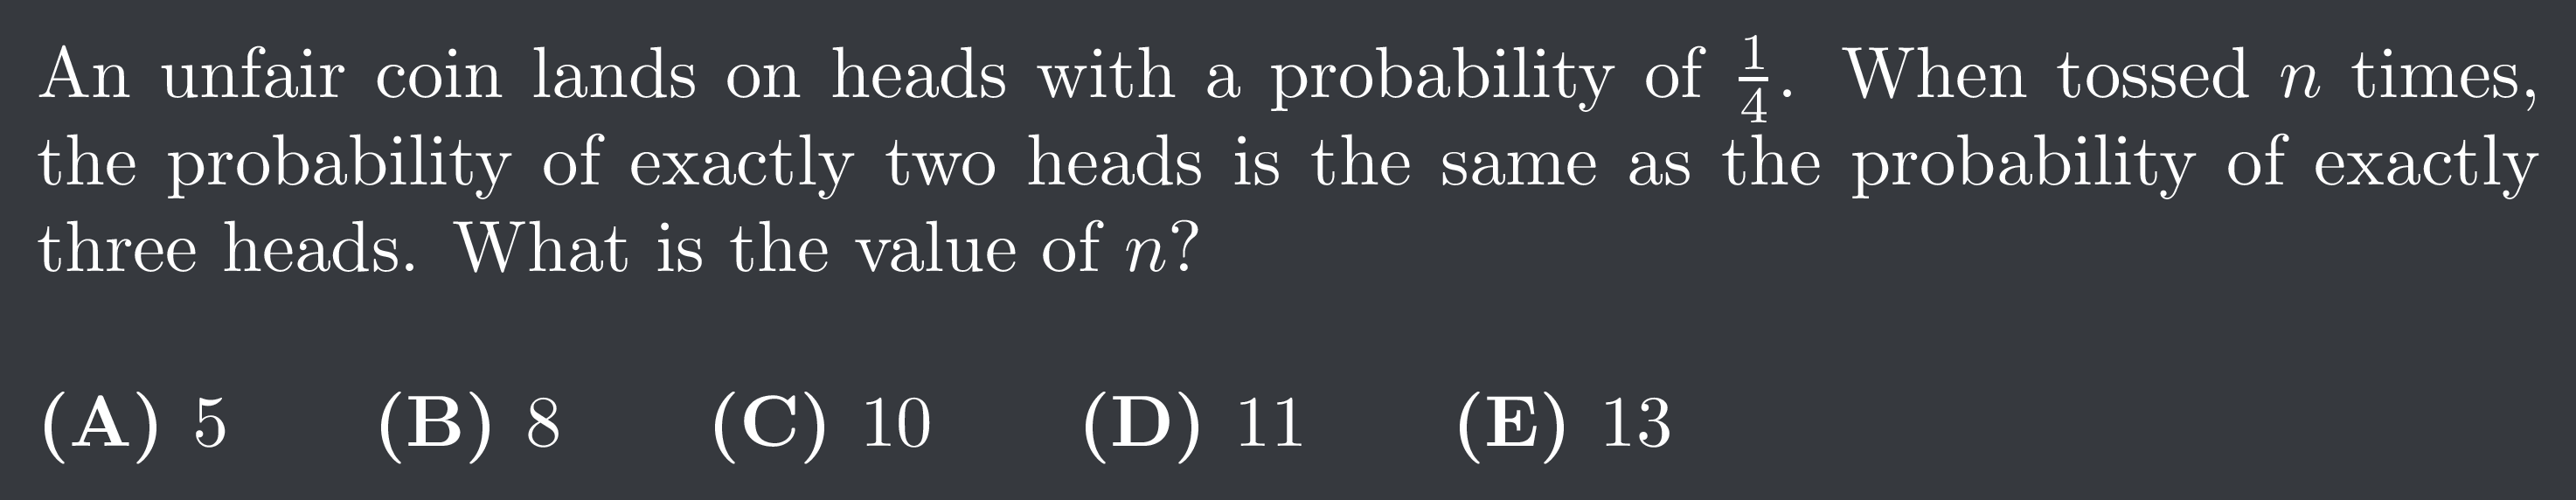 An unfair coin lands on heads with a probability of $\frac{1}{4}$. When tossed $n$ times,
the probability of exactly two heads is the same as the probability of exactly
three heads. What is the value of $n$?
(A) 5 (B) 8 (C) 10 (D) 11 (E) 13